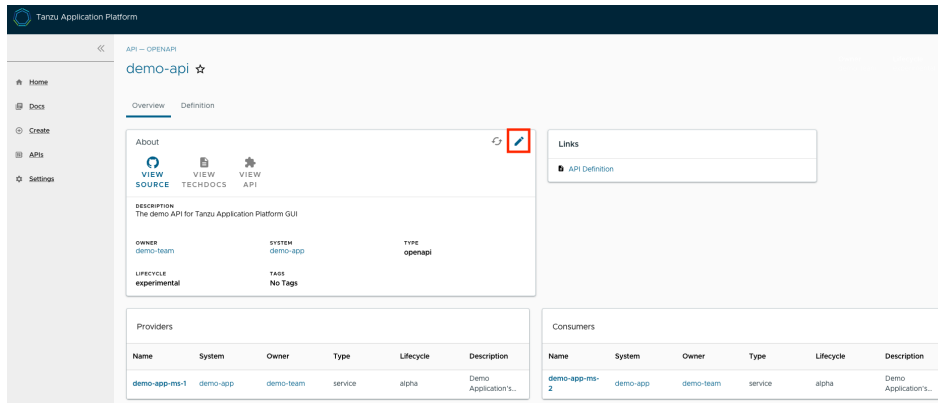 Tanzu Application Platform
Home
Docs
Create
APIs
Settings
API — OPENAPI
demo-api
Overview Definition
About
VIEW SOURCE
VIEW TECHDOCS
VIEW API
DESCRIPTION
The demo API for Tanzu Application Platform GUI
OWNER SYSTEM TYPE
demo-team demo-app openapi
LIFECYCLE TAGS
experimental No Tags
Links
API Definition
Providers
Name System Owner Type Lifecycle Description
demo-app-ms-1 demo-app demo-team service alpha Demo Application's...
Consumers
Name System Owner Type Lifecycle Description
demo-app-ms-2 demo-app demo-team service alpha Demo Application's...